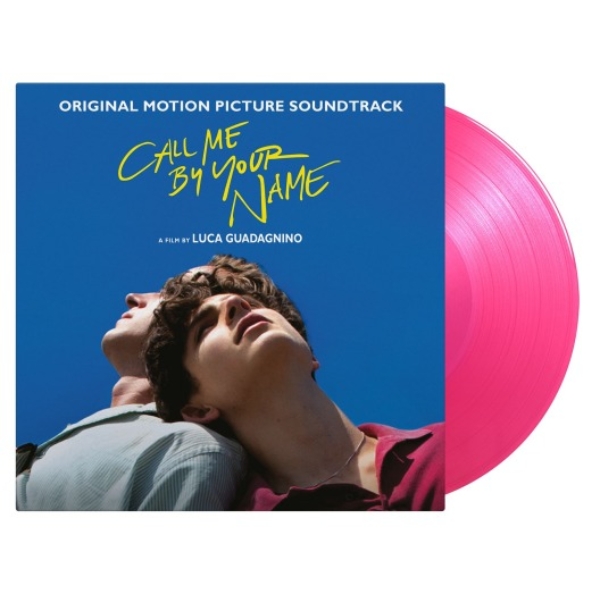 ORIGINAL MOTION PICTURE SOUNDTRACK
CALL ME
BY YOUR
NAME
A FILM BY LUCA GUADAGNINO